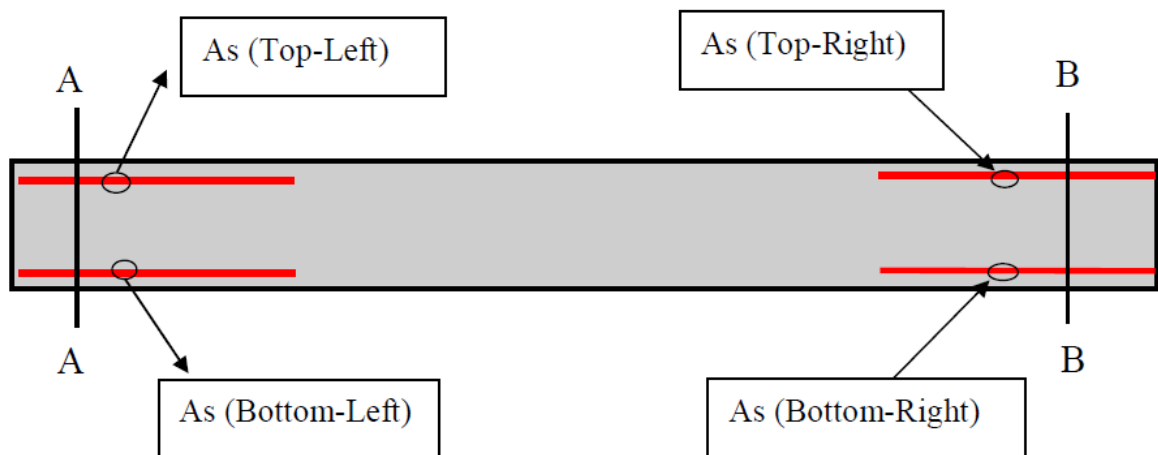 As (Top-Left)
As (Top-Right)
A
B
A
B
As (Bottom-Left)
As (Bottom-Right)